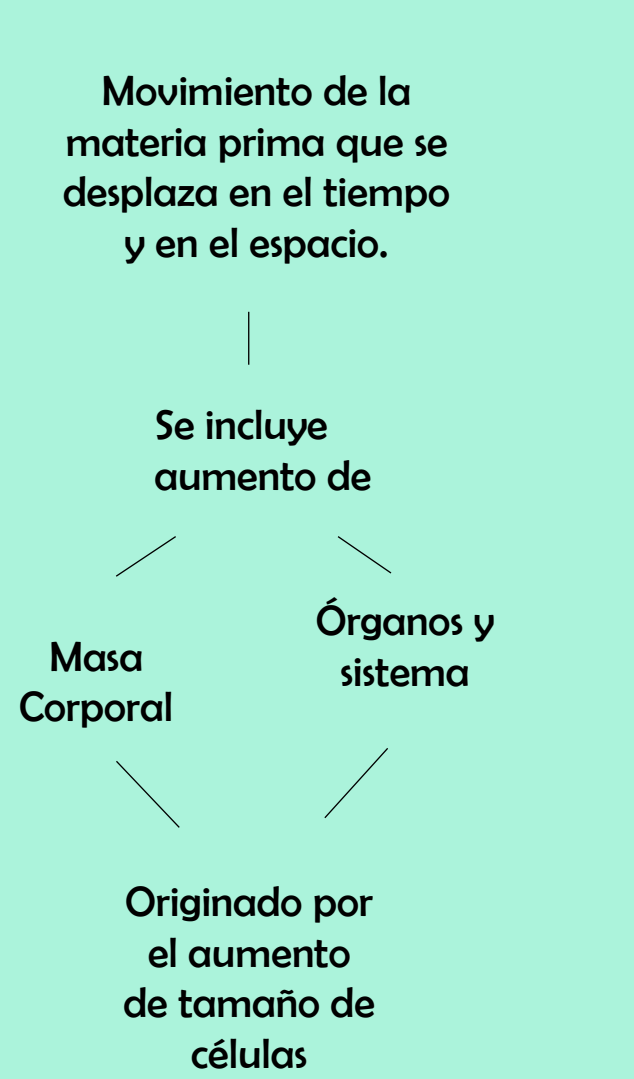 Movimiento de la
materia prima que se
desplaza en el tiempo
y en el espacio.
Se incluye
aumento de
Masa
Corporal
Órganos y
sistema
Originado por
el aumento
de tamaño de
células